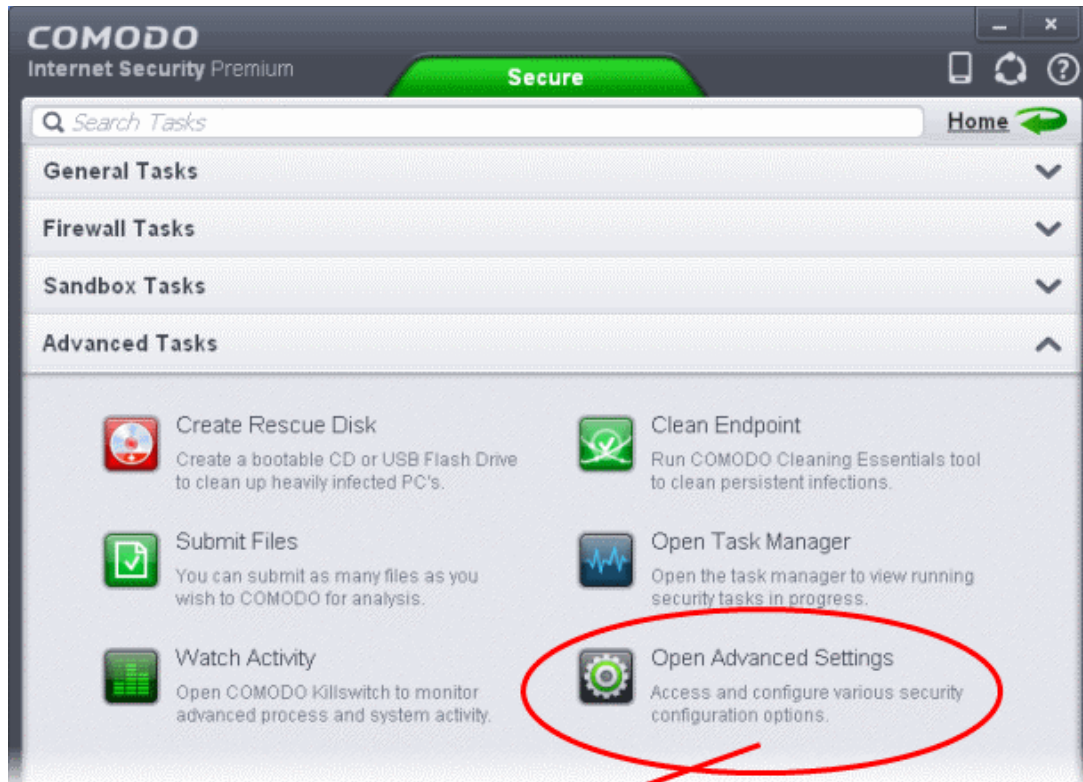 COMODO
Internet Security Premium
Secure
Search Tasks
Home
General Tasks
Firewall Tasks
Sandbox Tasks
Advanced Tasks
Create Rescue Disk
Create a bootable CD or USB Flash Drive
to clean up heavily infected PC's.
Clean Endpoint
Run COMODO Cleaning Essentials tool
to clean persistent infections.
Submit Files
You can submit as many files as you
wish to COMODO for analysis.
Open Task Manager
Open the task manager to view running
security tasks in progress.
Watch Activity
Open COMODO Killswitch to monitor
advanced process and system activity.
Open Advanced Settings
Access and configure various security
configuration options.